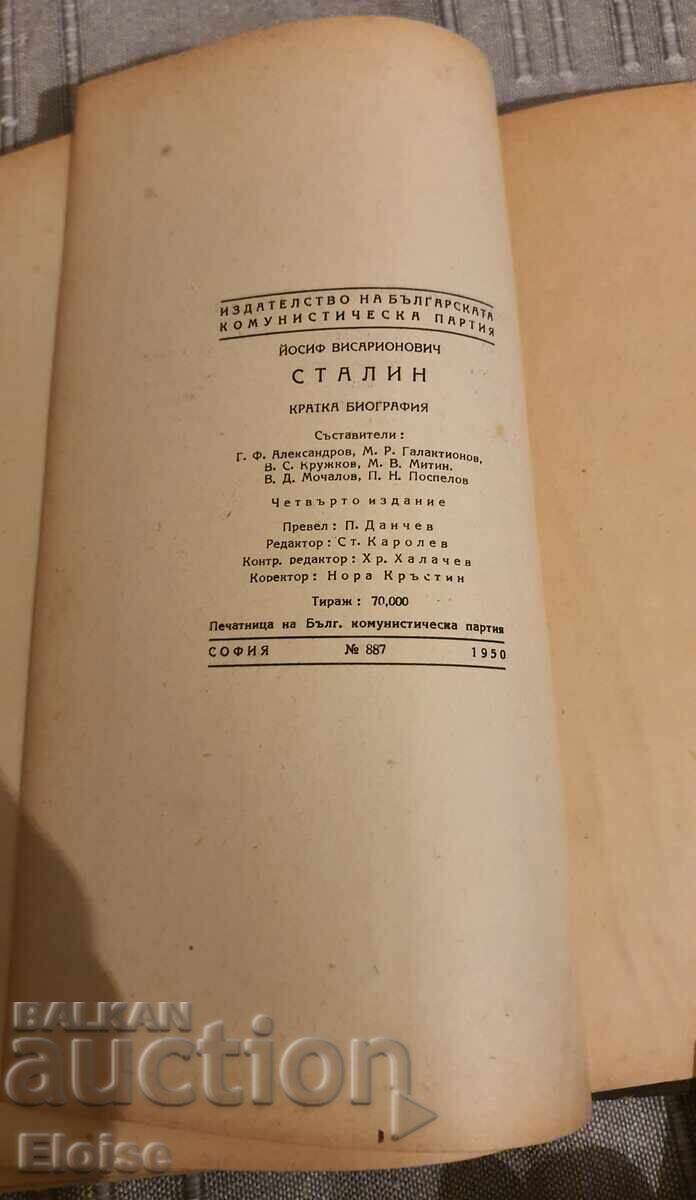 ИЗДАТЕЛСТВО НА БЪЛГАРСКАТА
КОМУНИСТИЧЕСКА ПАРТИЯ
ЙОСИФ ВИСАРИОНОВИЧ
СТАЛИН
КРАТКА БИОГРАФИЯ
Съставители :
Г. Ф. Александров, М. Р. Галактионов,
В. С. Кружков, М. Б. Митин,
В. Д. Мочалов, П. Н. Поспелов
Четвърто издание
Превел : П. Данчев
Редактор : Ст. Каролев
Контр. редактор : Хр. Халачев
Коректор : Нора Кръстин
Тираж : 70,000
Печатница на Бълг. комунистическа партия
СОФИЯ № 887 1950
BALKAN
auction
Eloise